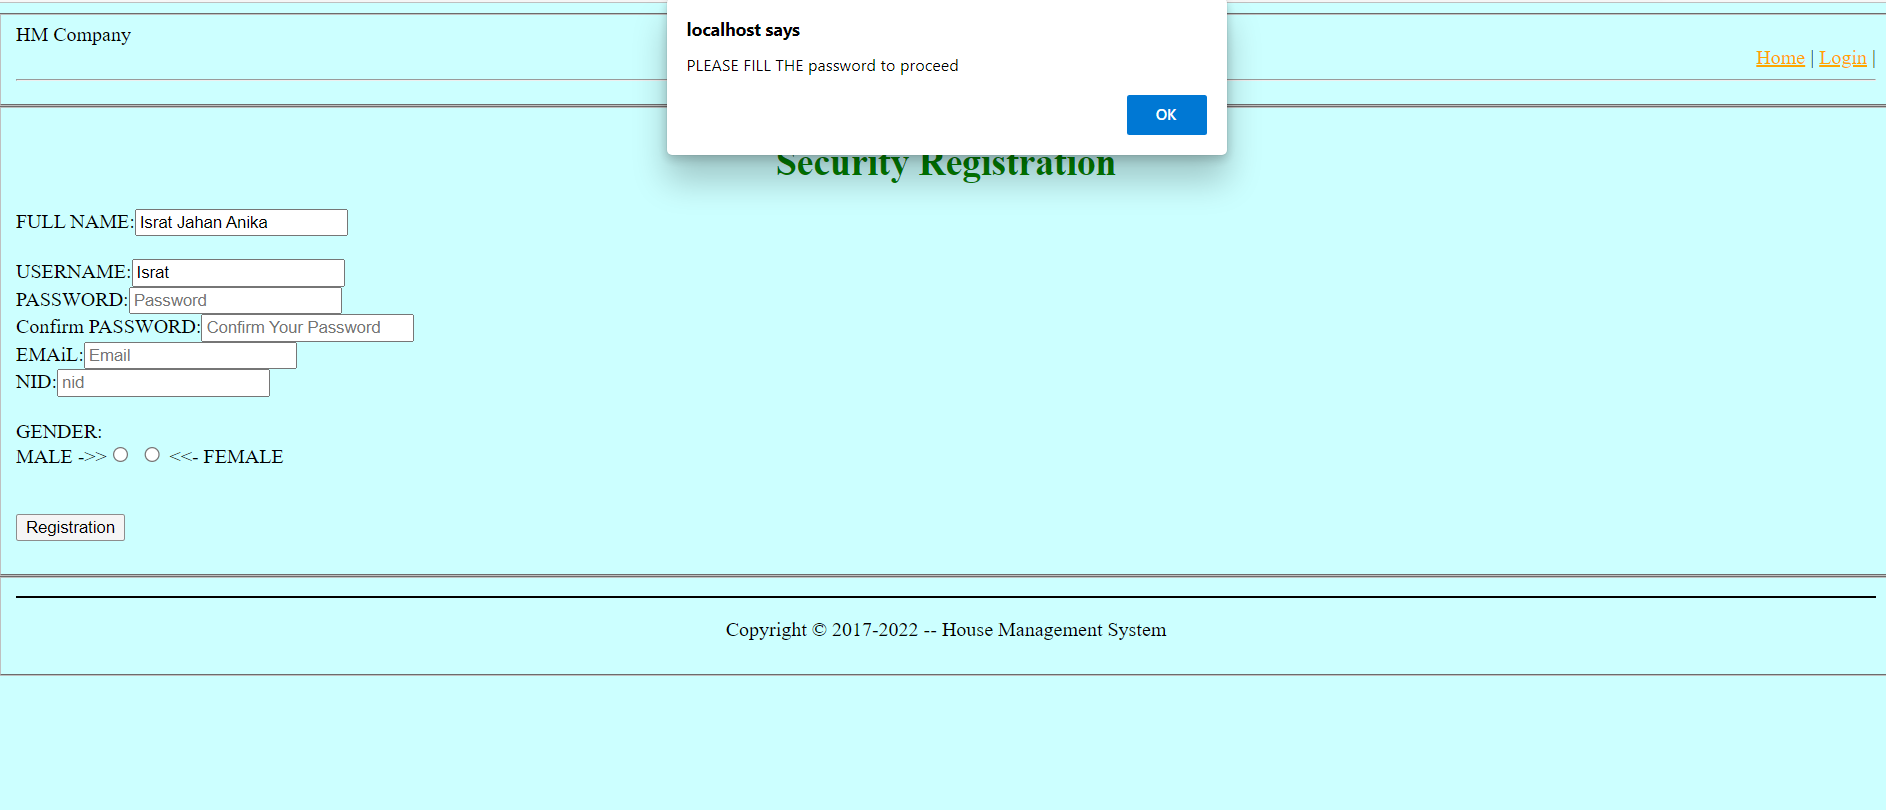 localhost says
PLEASE FILL THE password to proceed
OK
HM Company
Home | Login |
Security Registration
FULL NAME: Israt Jahan Anika
USERNAME: Israt
PASSWORD: Password
Confirm PASSWORD: Confirm Your Password
EMAiL: Email
NID: nid
GENDER:
MALE ->> <<- FEMALE
Registration
Copyright © 2017-2022 -- House Management System